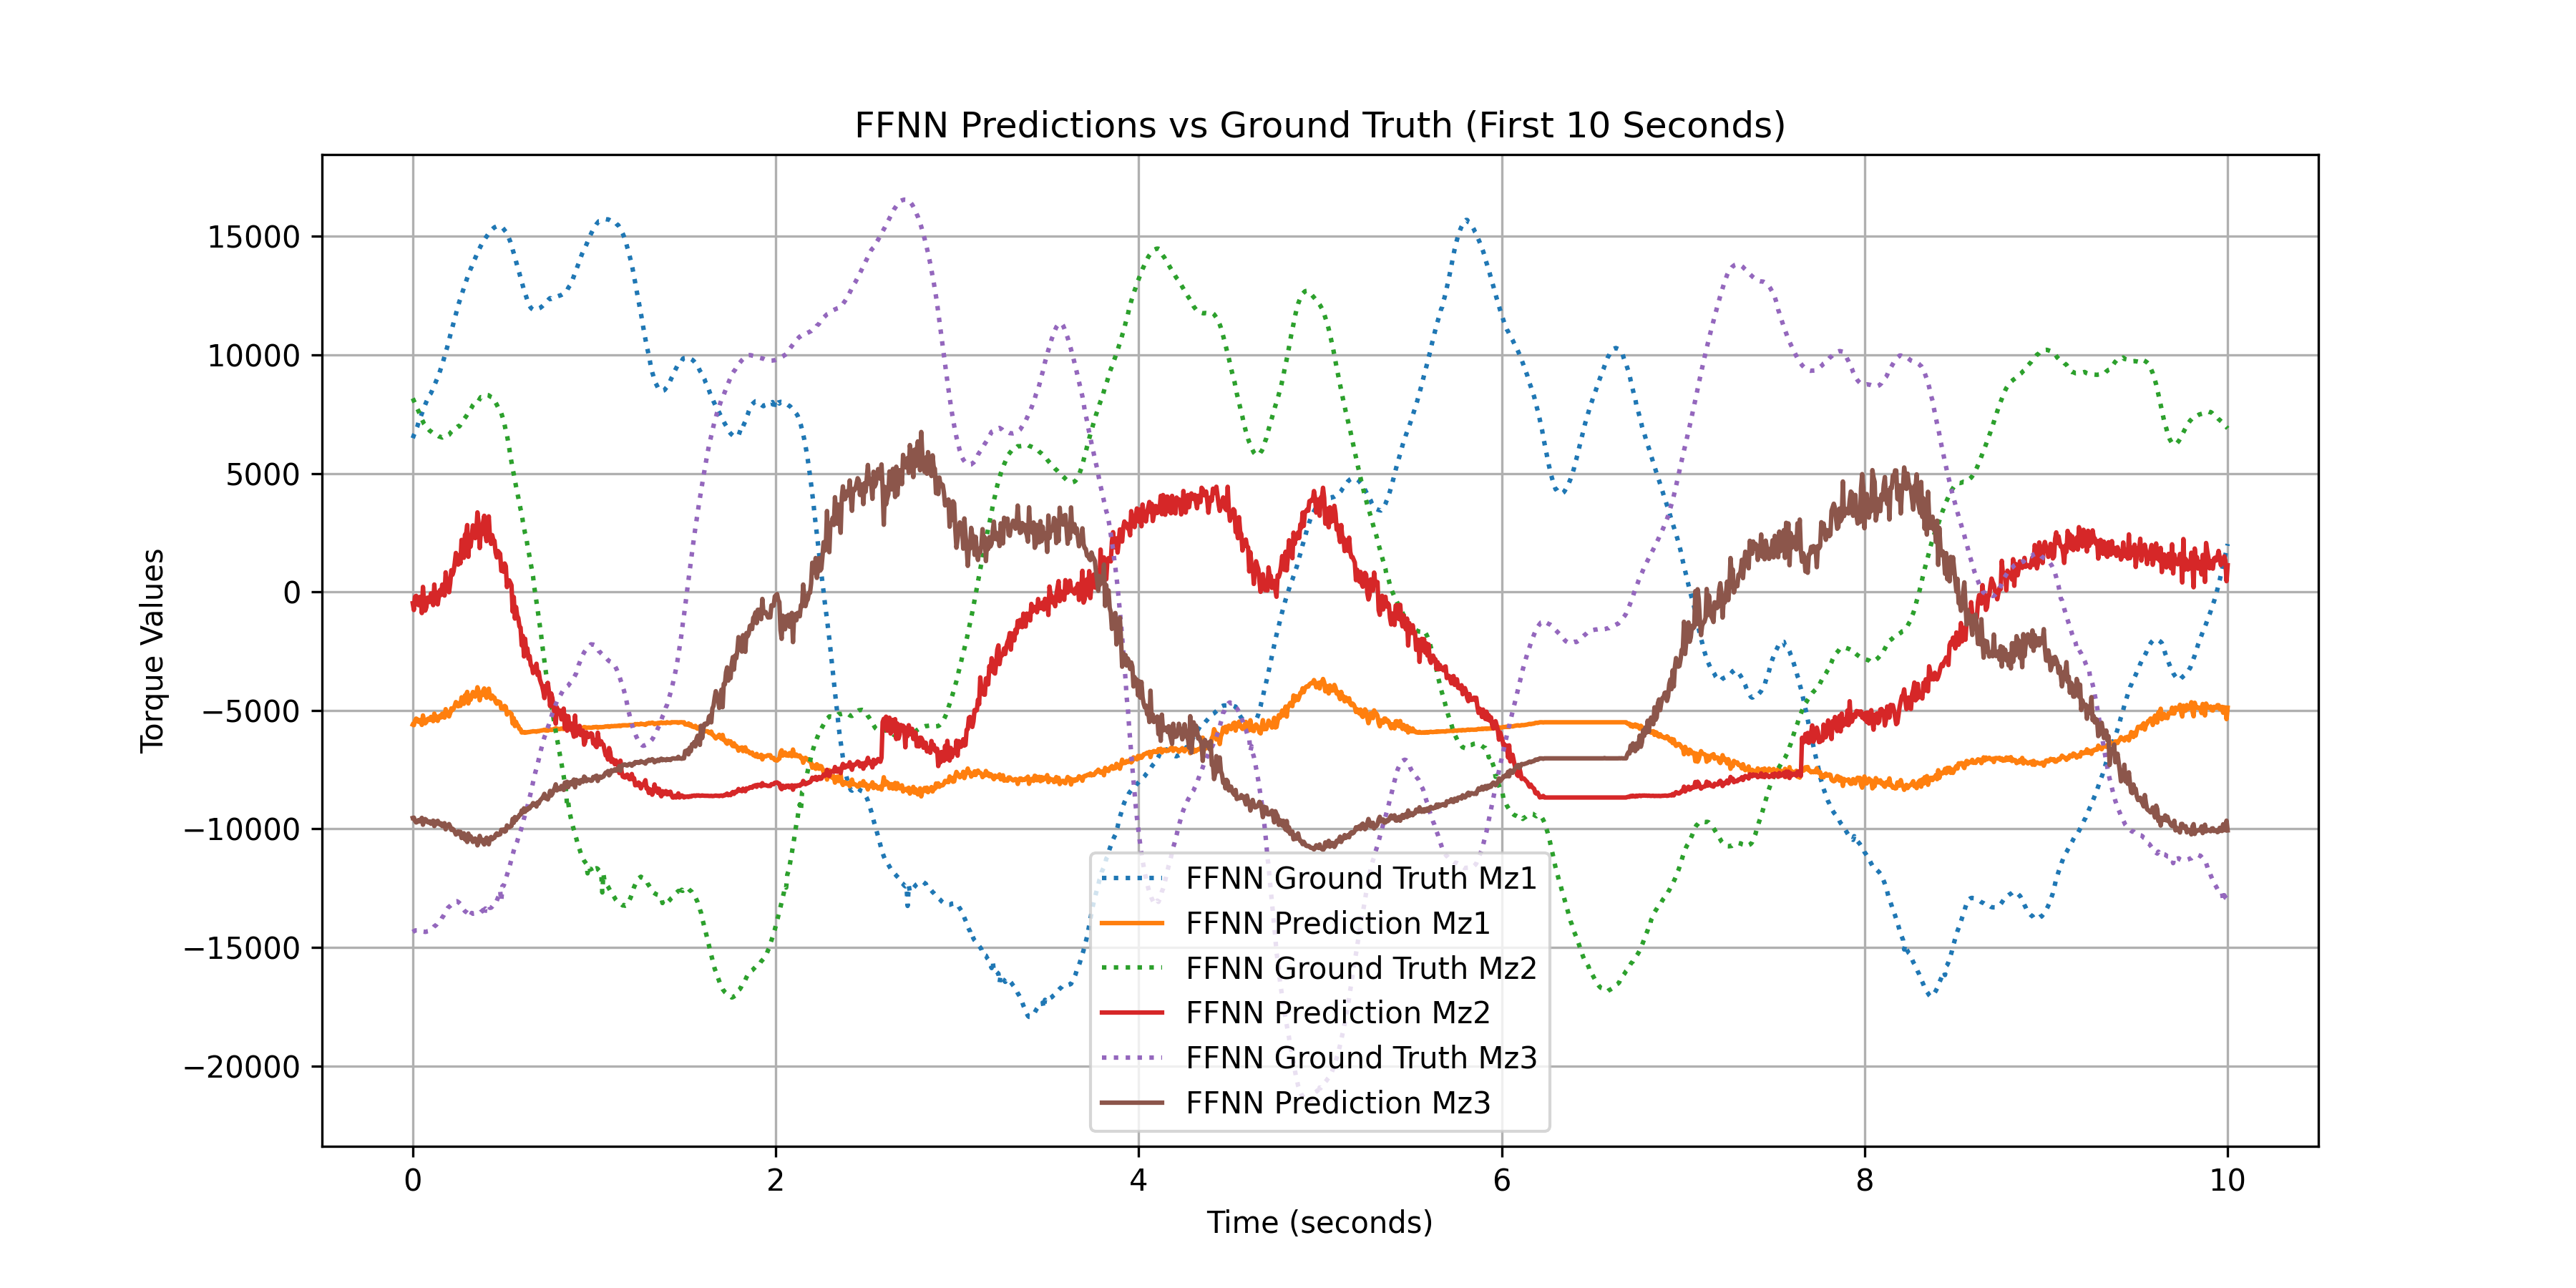 FFNN Predictions vs Ground Truth (First 10 Seconds)
15000
10000
5000
0
−5000
−10000
−15000
−20000
Torque Values
FFNN Ground Truth Mz1
FFNN Prediction Mz1
FFNN Ground Truth Mz2
FFNN Prediction Mz2
FFNN Ground Truth Mz3
FFNN Prediction Mz3
0 2 4 6 8 10
Time (seconds)